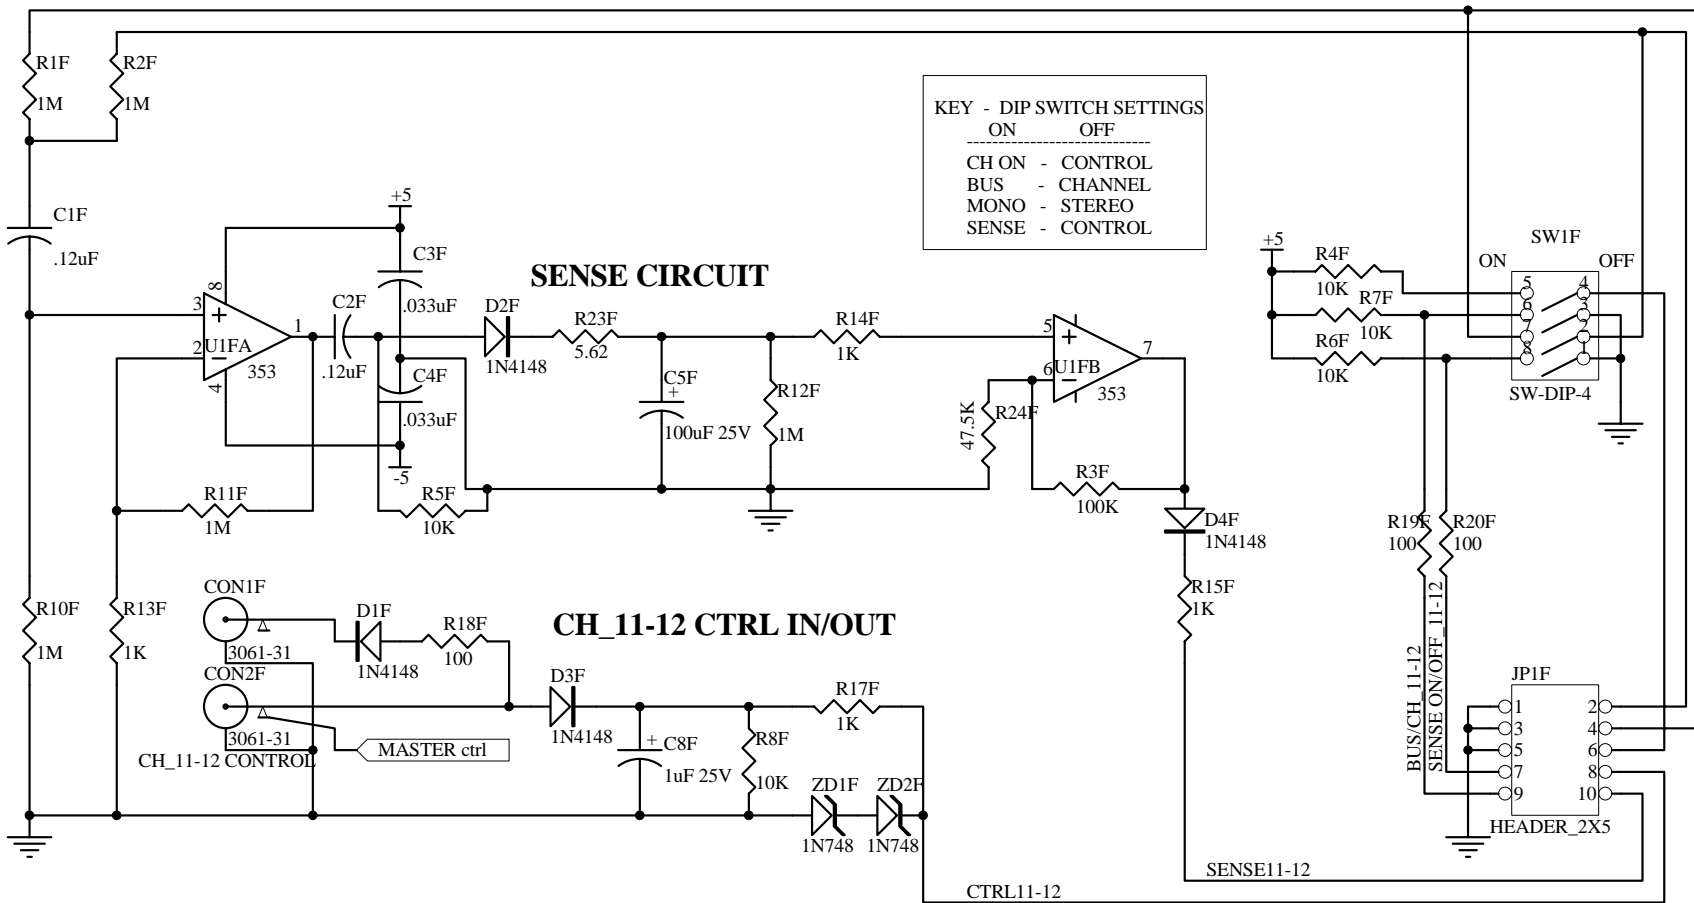 R1F
1M
R2F
1M
KEY - DIP SWITCH SETTINGS
ON OFF
----------------------------
CH ON - CONTROL
BUS - CHANNEL
MONO - STEREO
SENSE - CONTROL
C1F
.12uF
+5
C3F
.033uF
SENSE CIRCUIT
3
+
8
1
2
−
U1FA
4
353
C2F
.12uF
C4F
.033uF
-5
D2F
1N4148
R23F
5.62
C5F
+
100uF 25V
R12F
1M
R14F
1K
5
+
7
6
−
U1FB
353
47.5K
R24F
R3F
100K
R11F
1M
R5F
10K
D4F
1N4148
R15F
1K
+5
R4F
10K
R7F
10K
R6F
10K
SW1F
ON OFF
5 4
6 3
7 2
8 1
SW-DIP-4
R19F
100
R20F
100
BUS/CH_11-12
SENSE ON/OFF_11-12
R10F
1M
R13F
1K
CON1F
3061-31
CON2F
3061-31
CH_11-12 CONTROL
D1F
1N4148
R18F
100
CH_11-12 CTRL IN/OUT
MASTER ctrl
D3F
1N4148
+
C8F
1uF 25V
R8F
10K
R17F
1K
ZD1F
1N748
ZD2F
1N748
JP1F
1 2
3 4
5 6
7 8
9 10
HEADER_2X5
SENSE11-12
CTRL11-12